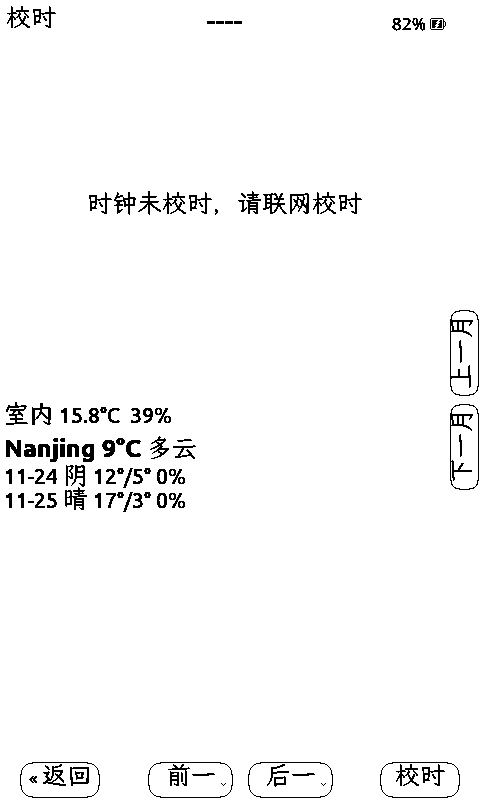 校时 ---- 82%
时钟未校时，请联网校时
上一月
下一月
室内 15.8°C 39%
Nanjing 9°C 多云
11-24 阴 12°/5° 0%
11-25 晴 17°/3° 0%
«返回 前一 后一 校时